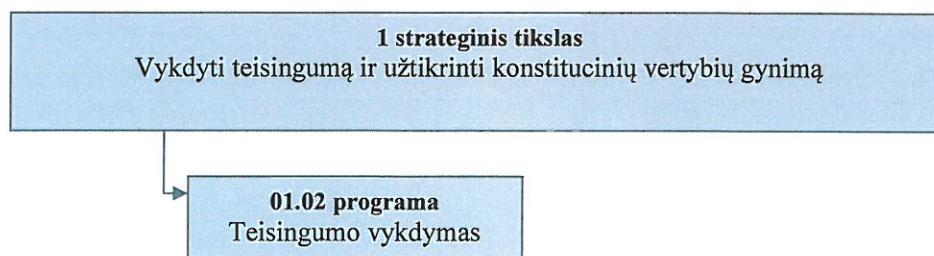 1 strateginis tikslas
Vykdyti teisingumą ir užtikrinti konstitucinių vertybių gynimą
01.02 programa
Teisingumo vykdymas